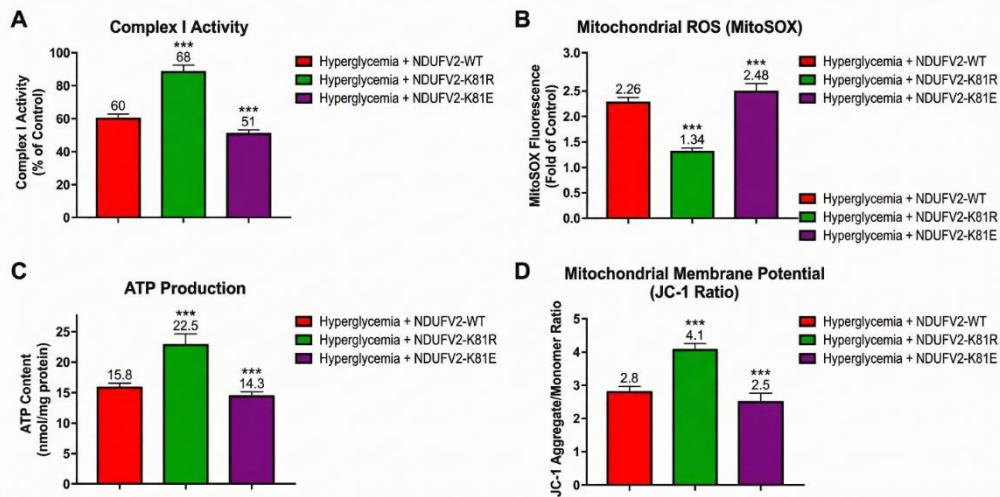 A
Complex I Activity
Complex I Activity
(% of Control)
100
80
60
40
20
0
60
***
68
***
51
Hyperglycemia + NDUFV2-WT
Hyperglycemia + NDUFV2-K81R
Hyperglycemia + NDUFV2-K81E
B
Mitochondrial ROS (MitoSOX)
MitoSOX Fluorescence
(Fold of Control)
3.0
2.5
2.0
1.5
1.0
0.5
0.0
2.26
***
1.34
***
2.48
Hyperglycemia + NDUFV2-WT
Hyperglycemia + NDUFV2-K81R
Hyperglycemia + NDUFV2-K81E
Hyperglycemia + NDUFV2-WT
Hyperglycemia + NDUFV2-K81R
Hyperglycemia + NDUFV2-K81E
C
ATP Production
ATP Content
(nmol/mg protein)
25
20
15
10
5
0
15.8
***
22.5
***
14.3
Hyperglycemia + NDUFV2-WT
Hyperglycemia + NDUFV2-K81R
Hyperglycemia + NDUFV2-K81E
D
Mitochondrial Membrane Potential
(JC-1 Ratio)
JC-1 Aggregate/Monomer Ratio
5
4
3
2
1
0
2.8
***
4.1
***
2.5
Hyperglycemia + NDUFV2-WT
Hyperglycemia + NDUFV2-K81R
Hyperglycemia + NDUFV2-K81E